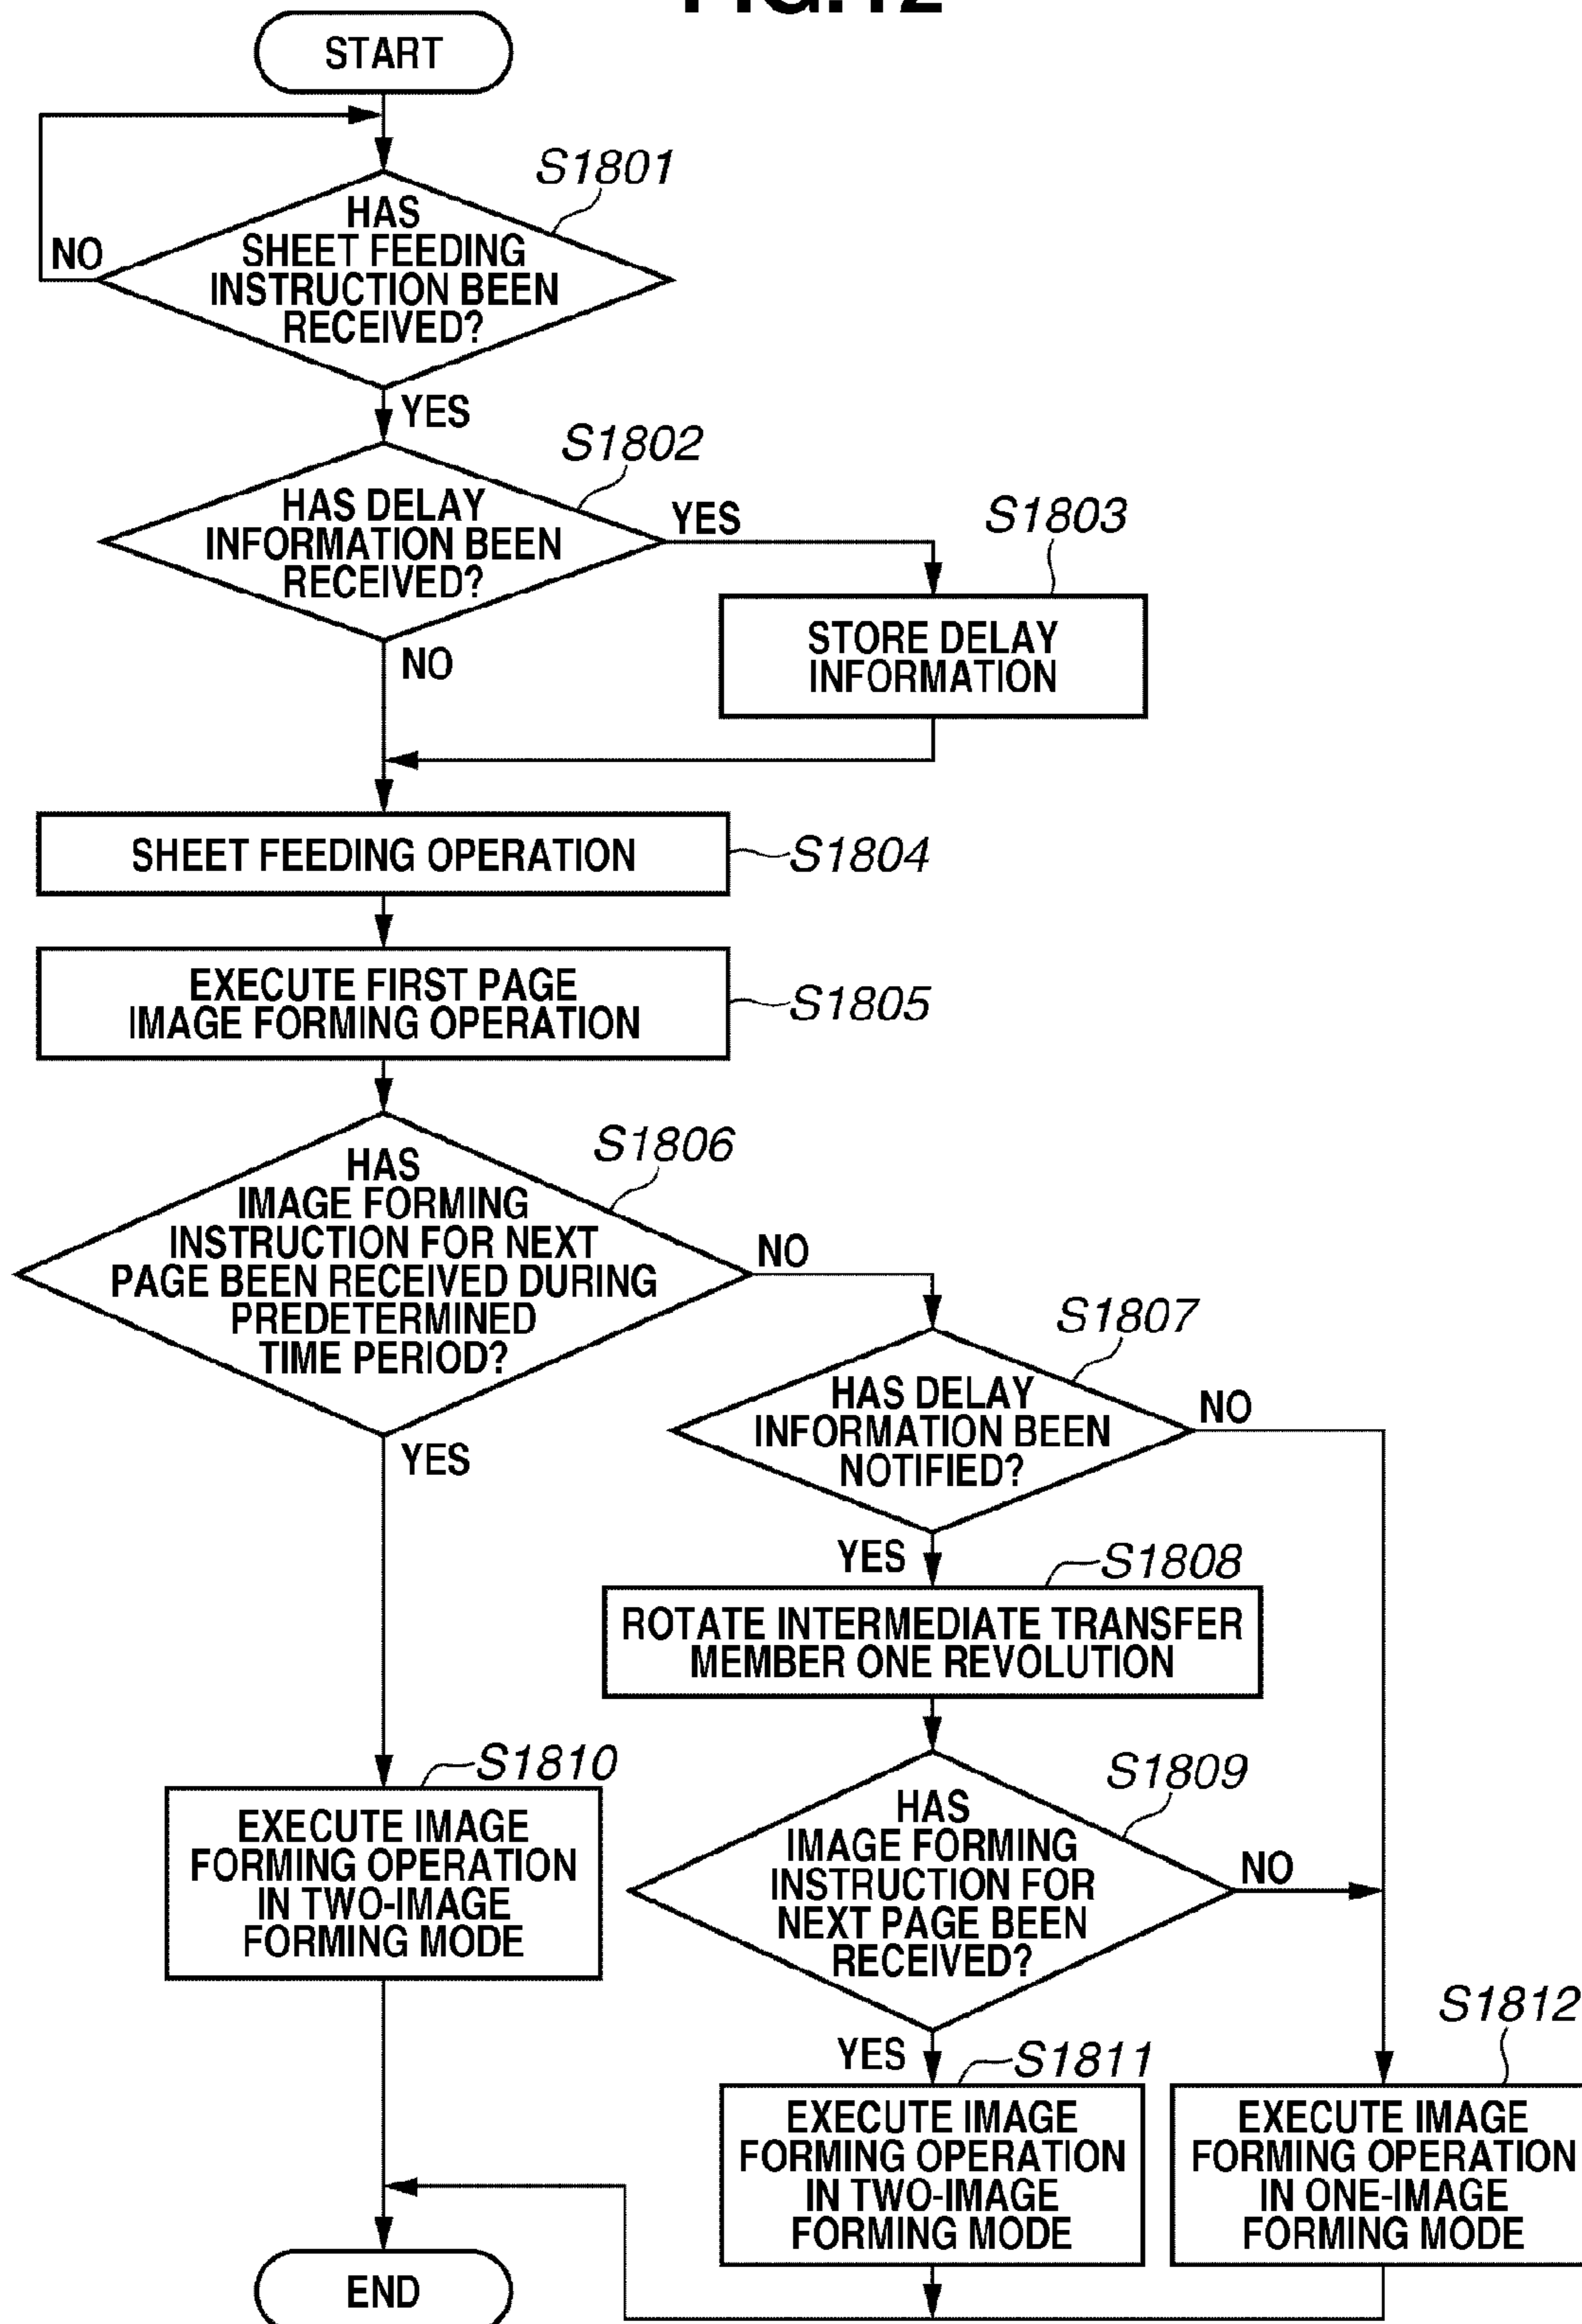 FIG.12
START
S1801
HAS
SHEET FEEDING
INSTRUCTION BEEN
RECEIVED?
NO
YES
S1802
HAS DELAY
INFORMATION BEEN
RECEIVED?
YES
NO
S1803
STORE DELAY
INFORMATION
SHEET FEEDING OPERATION
S1804
EXECUTE FIRST PAGE
IMAGE FORMING OPERATION
S1805
S1806
HAS
IMAGE FORMING
INSTRUCTION FOR NEXT
PAGE BEEN RECEIVED DURING
PREDETERMINED
TIME PERIOD?
NO
YES
S1807
HAS DELAY
INFORMATION BEEN
NOTIFIED?
NO
YES
S1808
ROTATE INTERMEDIATE TRANSFER
MEMBER ONE REVOLUTION
S1810
EXECUTE IMAGE
FORMING OPERATION
IN TWO-IMAGE
FORMING MODE
S1809
HAS
IMAGE FORMING
INSTRUCTION FOR
NEXT PAGE BEEN
RECEIVED?
NO
YES
S1811
EXECUTE IMAGE
FORMING OPERATION
IN TWO-IMAGE
FORMING MODE
S1812
EXECUTE IMAGE
FORMING OPERATION
IN ONE-IMAGE
FORMING MODE
END